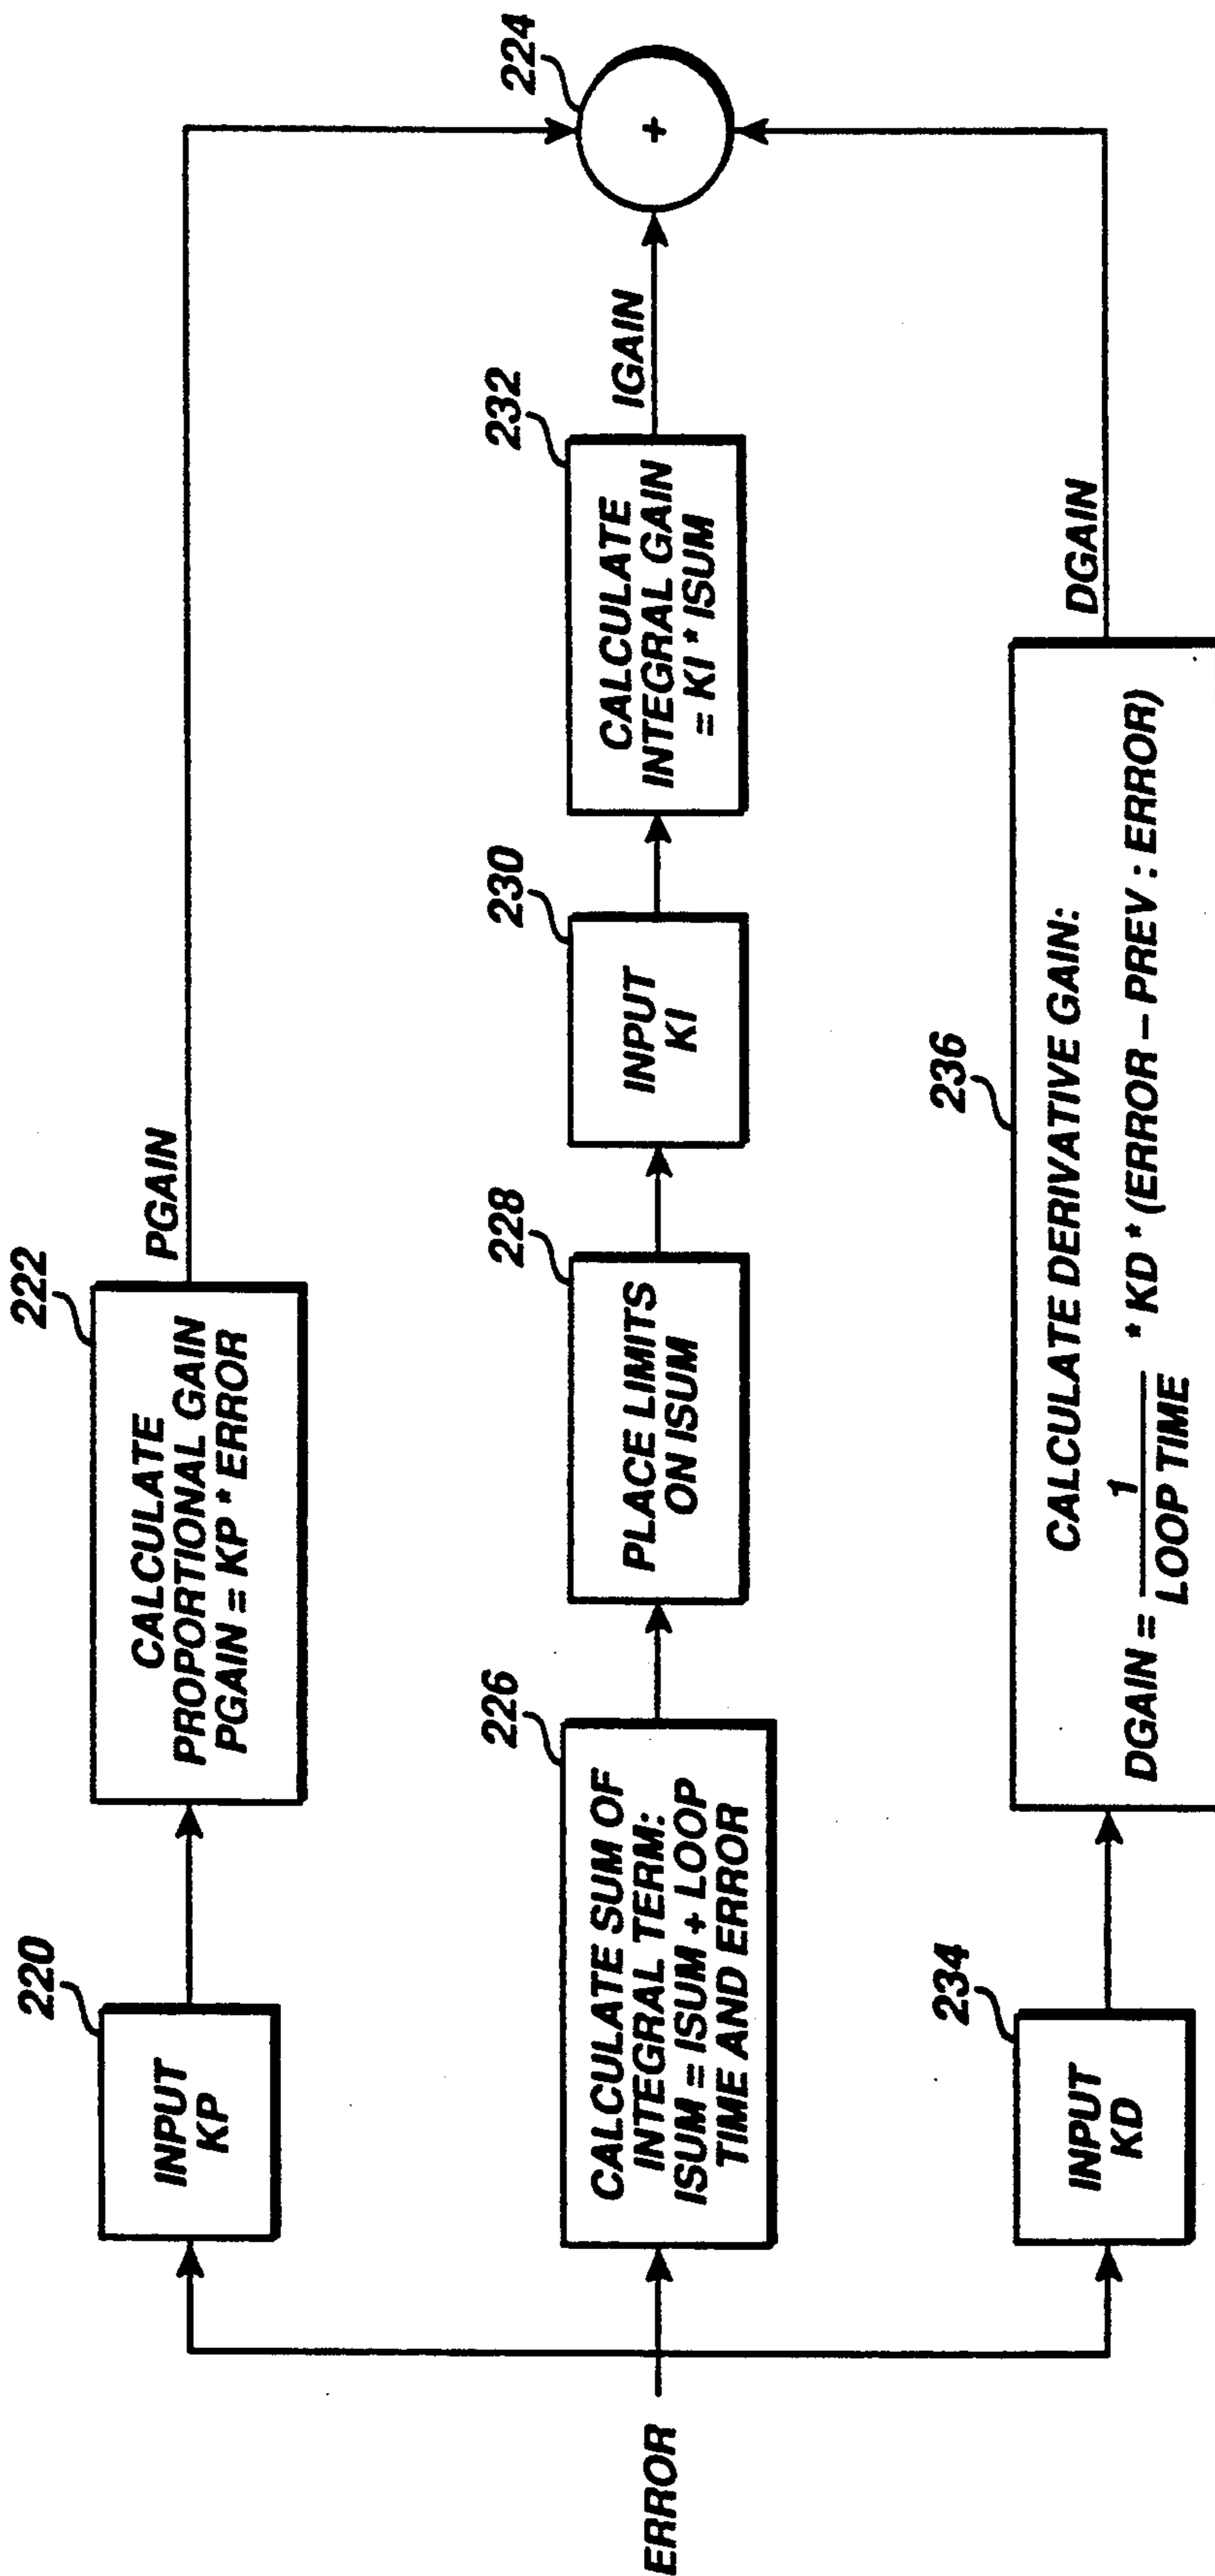 ERROR
220
INPUT
KP
222
CALCULATE
PROPORTIONAL GAIN
PGAIN = KP * ERROR
PGAIN
226
CALCULATE SUM OF
INTEGRAL TERM:
ISUM = ISUM + LOOP
TIME AND ERROR
228
PLACE LIMITS
ON ISUM
230
INPUT
KI
232
CALCULATE
INTEGRAL GAIN
= KI * ISUM
IGAIN
224
+
234
INPUT
KD
236
CALCULATE DERIVATIVE GAIN:
DGAIN = 1 / LOOP TIME * KD * (ERROR – PREV : ERROR)
DGAIN